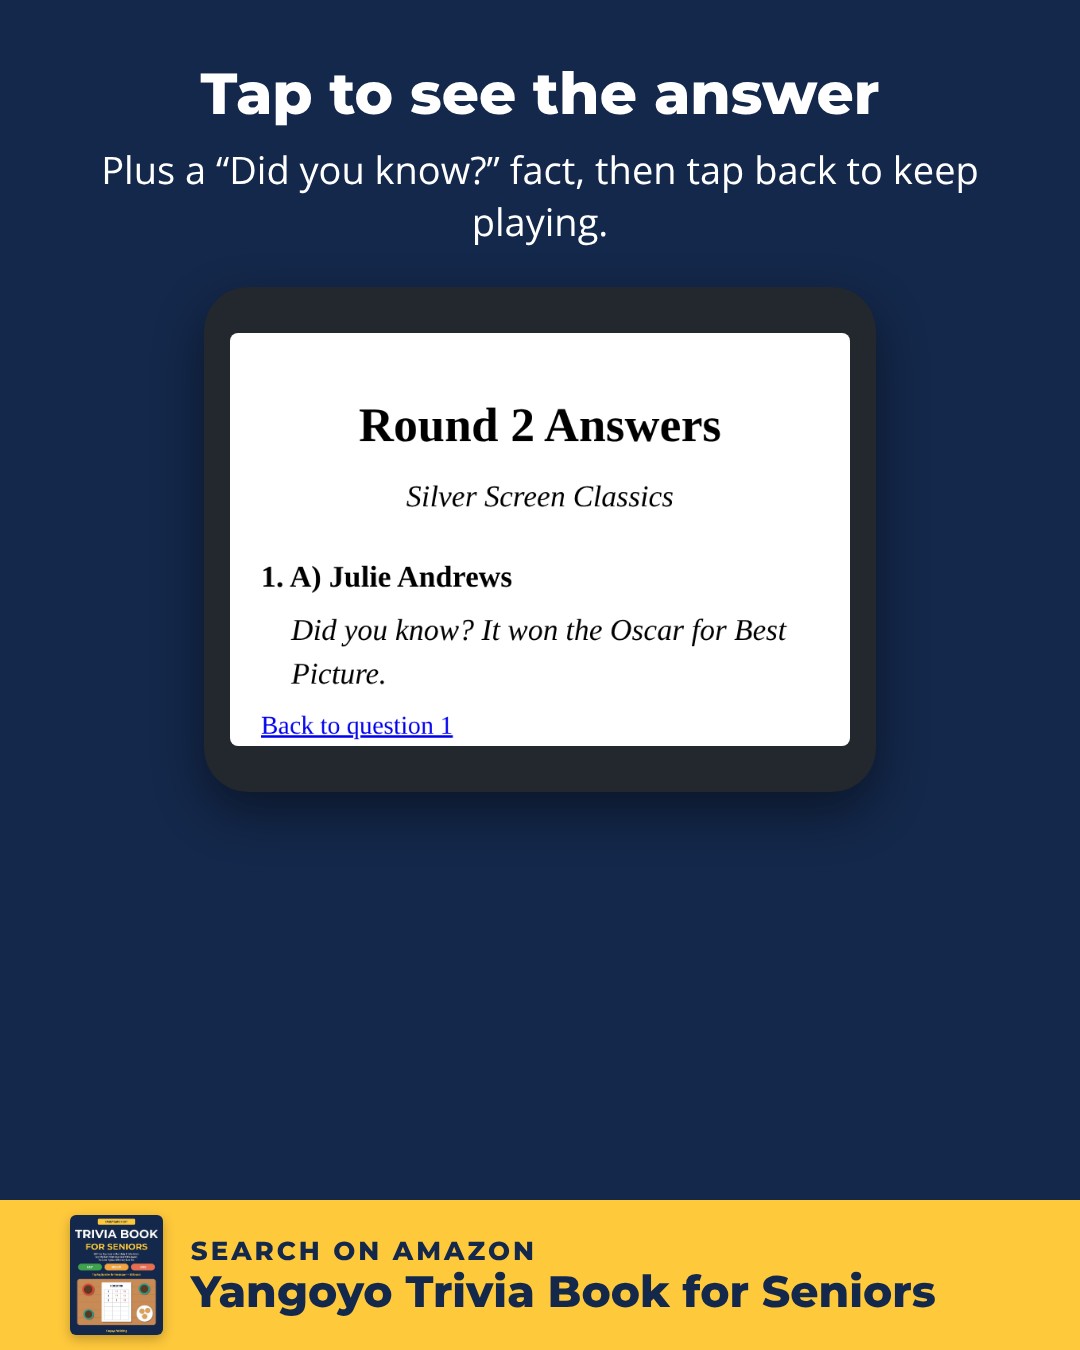 Tap to see the answer
Plus a “Did you know?” fact, then tap back to keep
playing.
Round 2 Answers
Silver Screen Classics
1. A) Julie Andrews
Did you know? It won the Oscar for Best
Picture.
Back to question 1
TRIVIA BOOK
FOR SENIORS
SEARCH ON AMAZON
Yangoyo Trivia Book for Seniors